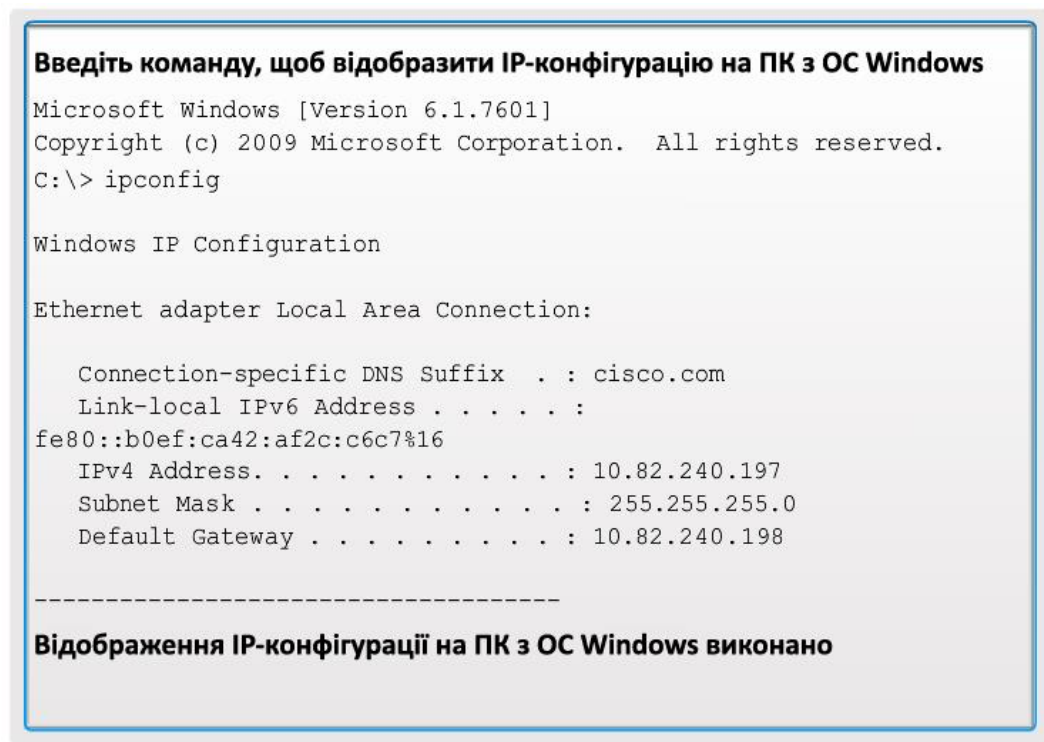 Введіть команду, щоб відобразити IP-конфігурацію на ПК з ОС Windows
Microsoft Windows [Version 6.1.7601]
Copyright (c) 2009 Microsoft Corporation.  All rights reserved.
C:\> ipconfig
Windows IP Configuration
Ethernet adapter Local Area Connection:
Connection-specific DNS Suffix  . : cisco.com
Link-local IPv6 Address . . . . . :
fe80::b0ef:ca42:af2c:c6c7%16
IPv4 Address. . . . . . . . . . . : 10.82.240.197
Subnet Mask . . . . . . . . . . . . : 255.255.255.0
Default Gateway . . . . . . . . . : 10.82.240.198
-------------------------------------
Відображення IP-конфігурації на ПК з ОС Windows виконано